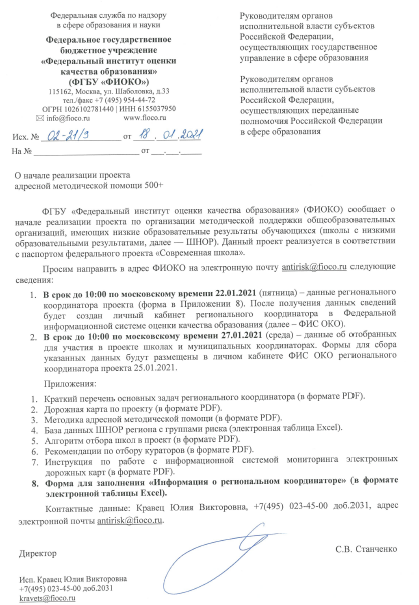 Федеральная служба по надзору
в сфере образования и науки
Федеральное государственное
бюджетное учреждение
«Федеральный институт оценки
качества образования»
(ФГБУ «ФИОКО»)
115162, Москва, ул. Шаболовка, д.33
тел/факс +7 (495) 954-44-72
ОГРН 1026102781440 | ИНН 6155037950
info@fioco.ru www.fioco.ru
Исх. № 02-21/9 от 18.01.2021
На № от
Руководителям органов
исполнительной власти субъектов
Российской Федерации,
осуществляющих государственное
управление в сфере образования
Руководителям органов
исполнительной власти субъектов
Российской Федерации,
осуществляющих переданные
полномочия Российской Федерации
в сфере образования
О начале реализации проекта
адресной методической помощи 500+
ФГБУ «Федеральный институт оценки качества образования» (ФИОКО) сообщает о
начале реализации проекта по организации методической поддержки общеобразовательных
организаций, имеющих низкие образовательные результаты обучающихся (школы с низкими
образовательными результатами, далее — ШНОР). Данный проект реализуется в соответствии
с паспортом федерального проекта «Современная школа».
Просим направить в адрес ФИОКО на электронную почту antirisk@fioco.ru следующие
сведения:
1. В срок до 10:00 по московскому времени 22.01.2021 (пятница) – данные регионального
координатора проекта (форма в Приложении 8). После получения данных сведений
будет создан личный кабинет регионального координатора в Федеральной
информационной системе оценки качества образования (далее – ФИС ОКО).
2. В срок до 10:00 по московскому времени 27.01.2021 (среда) – данные об отобранных
для участия в проекте школах и муниципальных координаторах. Формы для сбора
указанных данных будут размещены в личном кабинете ФИС ОКО регионального
координатора проекта 25.01.2021.
Приложения:
1. Краткий перечень основных задач регионального координатора (в формате PDF).
2. Дорожная карта по проекту (в формате PDF).
3. Методика адресной методической помощи (в формате PDF).
4. База данных ШНОР региона с группами риска (электронная таблица Excel).
5. Алгоритм отбора школ в проект (в формате PDF).
6. Рекомендации по отбору кураторов (в формате PDF).
7. Инструкция по работе с информационной системой мониторинга электронных
дорожных карт (в формате PDF).
8. Форма для заполнения «Информация о региональном координаторе» (в формате
электронной таблицы Excel).
Контактные данные: Кравец Юлия Викторовна, +7(495) 023-45-00 доб.2031, адрес
электронной почты antirisk@fioco.ru.
Директор С.В. Станченко
Исп. Кравец Юлия Викторовна
+7(495) 023-45-00 доб.2031
kravets@fioco.ru